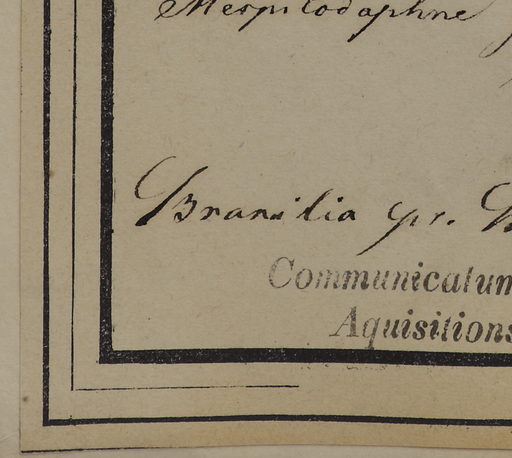 Mespilodaphne
Brasilia pr.
Communicatum
Aquisitions